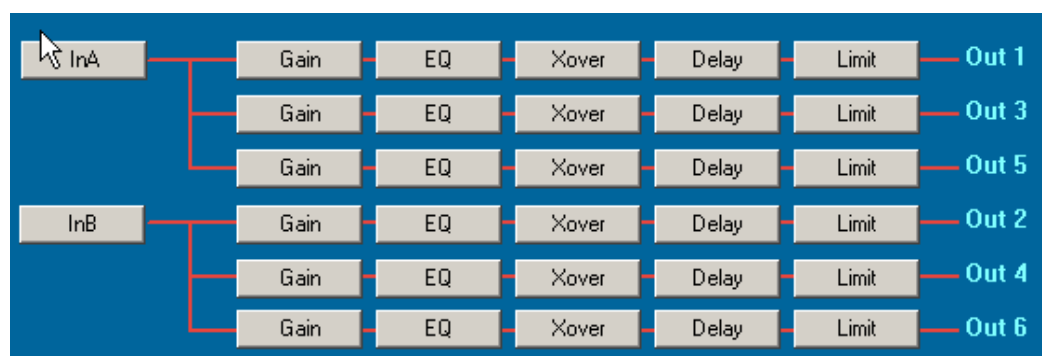 InA Gain EQ Xover Delay Limit Out 1
Gain EQ Xover Delay Limit Out 3
Gain EQ Xover Delay Limit Out 5
InB Gain EQ Xover Delay Limit Out 2
Gain EQ Xover Delay Limit Out 4
Gain EQ Xover Delay Limit Out 6